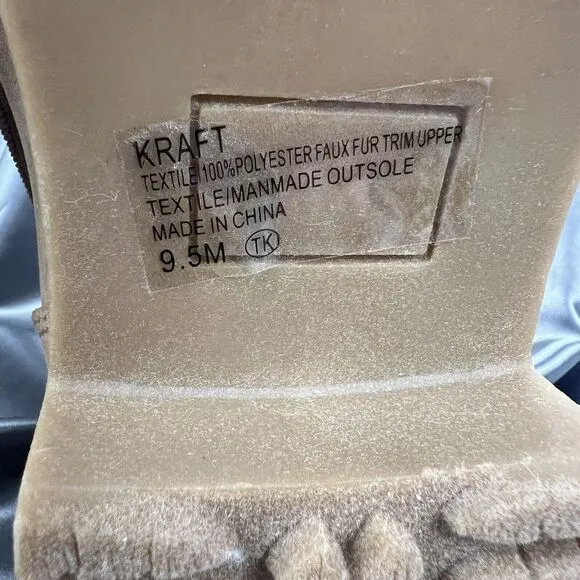 KRAFT
TEXTILE/100%POLYESTER FAUX FUR TRIM UPPER
TEXTILE/MANMADE OUTSOLE
MADE IN CHINA
9.5M TK